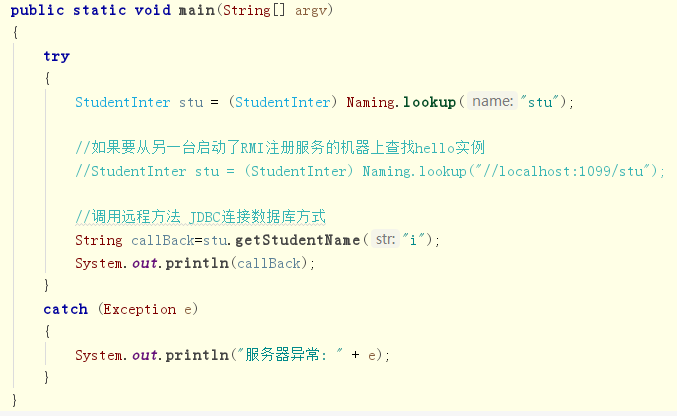 public static void main(String[] argv)
{
try
{
StudentInter stu = (StudentInter) Naming.lookup( name: "stu");
//如果要从另一台启动了RMI注册服务的机器上查找hello实例
//StudentInter stu = (StudentInter) Naming.lookup("//localhost:1099/stu");
//调用远程方法 JDBC连接数据库方式
String callBack=stu.getStudentName( str: "i");
System.out.println(callBack);
}
catch (Exception e)
{
System.out.println("服务器异常: " + e);
}
}